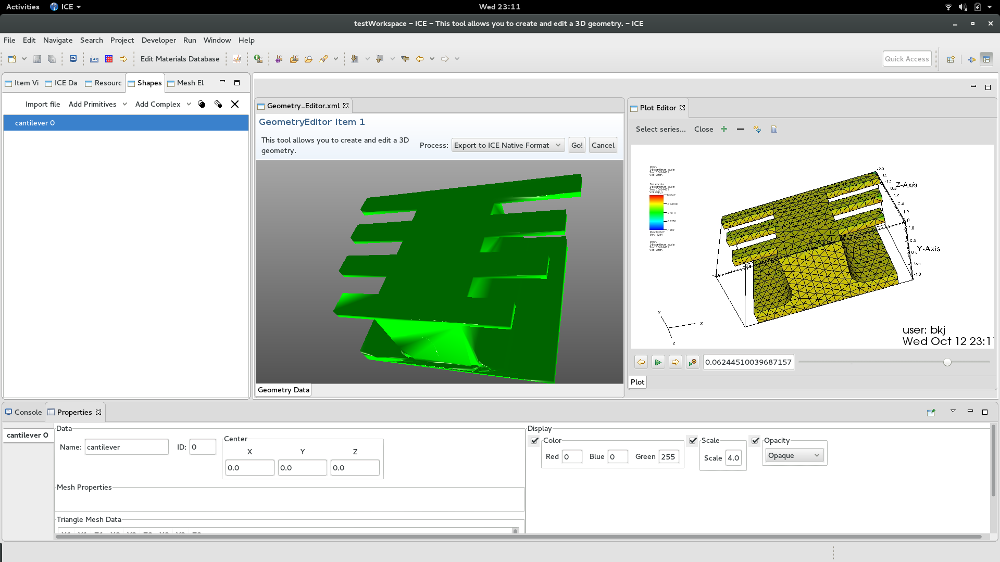 Activities ICE Wed 23:11
testWorkspace – ICE – This tool allows you to create and edit a 3D geometry. – ICE
File Edit Navigate Search Project Developer Run Window Help
Edit Materials Database Quick Access
Item Vi ICE Da Resourc Shapes Mesh El
Import file Add Primitives Add Complex
cantilever 0
Geometry_Editor.xml
GeometryEditor Item 1
This tool allows you to create and edit a 3D
geometry.
Process: Export to ICE Native Format Go! Cancel
Geometry Data
Plot Editor
Select series... Close
Z-Axis
X-Axis
Y-Axis
Y
X
Z
user: bkj
Wed Oct 12 23:1
0.06244510039687157
Plot
Console Properties
cantilever 0
Data
Name: cantilever ID: 0
Center
X Y Z
0.0 0.0 0.0
Mesh Properties
Triangle Mesh Data
Display
Color Scale Opacity
Red 0 Blue 0 Green 255 Scale 4.0 Opaque